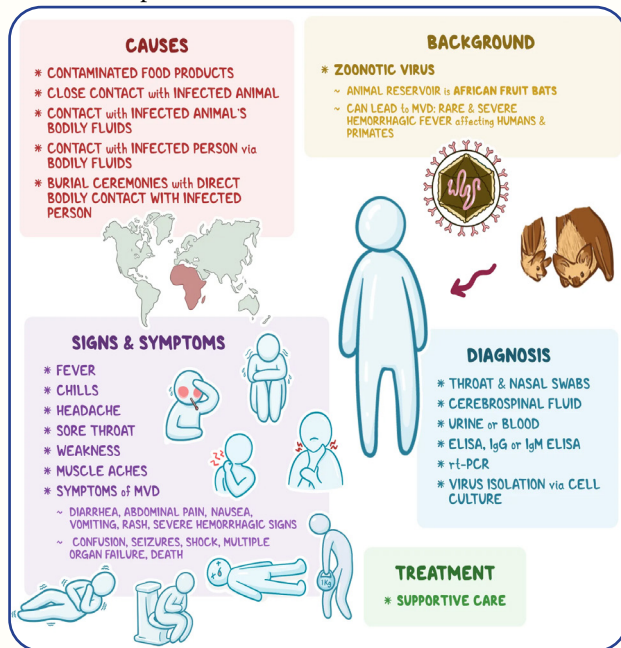 CAUSES
* CONTAMINATED FOOD PRODUCTS
* CLOSE CONTACT with INFECTED ANIMAL
* CONTACT with INFECTED ANIMAL'S
BODILY FLUIDS
* CONTACT with INFECTED PERSON via
BODILY FLUIDS
* BURIAL CEREMONIES with DIRECT
BODILY CONTACT WITH INFECTED
PERSON
BACKGROUND
* ZOONOTIC VIRUS
~ ANIMAL RESERVOIR is AFRICAN FRUIT BATS
~ CAN LEAD to MVD: RARE & SEVERE
HEMORRHAGIC FEVER affecting HUMANS &
PRIMATES
SIGNS & SYMPTOMS
* FEVER
* CHILLS
* HEADACHE
* SORE THROAT
* WEAKNESS
* MUSCLE ACHES
* SYMPTOMS of MVD
~ DIARRHEA, ABDOMINAL PAIN, NAUSEA,
VOMITING, RASH, SEVERE HEMORRHAGIC SIGNS
~ CONFUSION, SEIZURES, SHOCK, MULTIPLE
ORGAN FAILURE, DEATH
1Kg
DIAGNOSIS
* THROAT & NASAL SWABS
* CEREBROSPINAL FLUID
* URINE or BLOOD
* ELISA, IgG or IgM ELISA
* rt-PCR
* VIRUS ISOLATION via CELL
CULTURE
TREATMENT
* SUPPORTIVE CARE